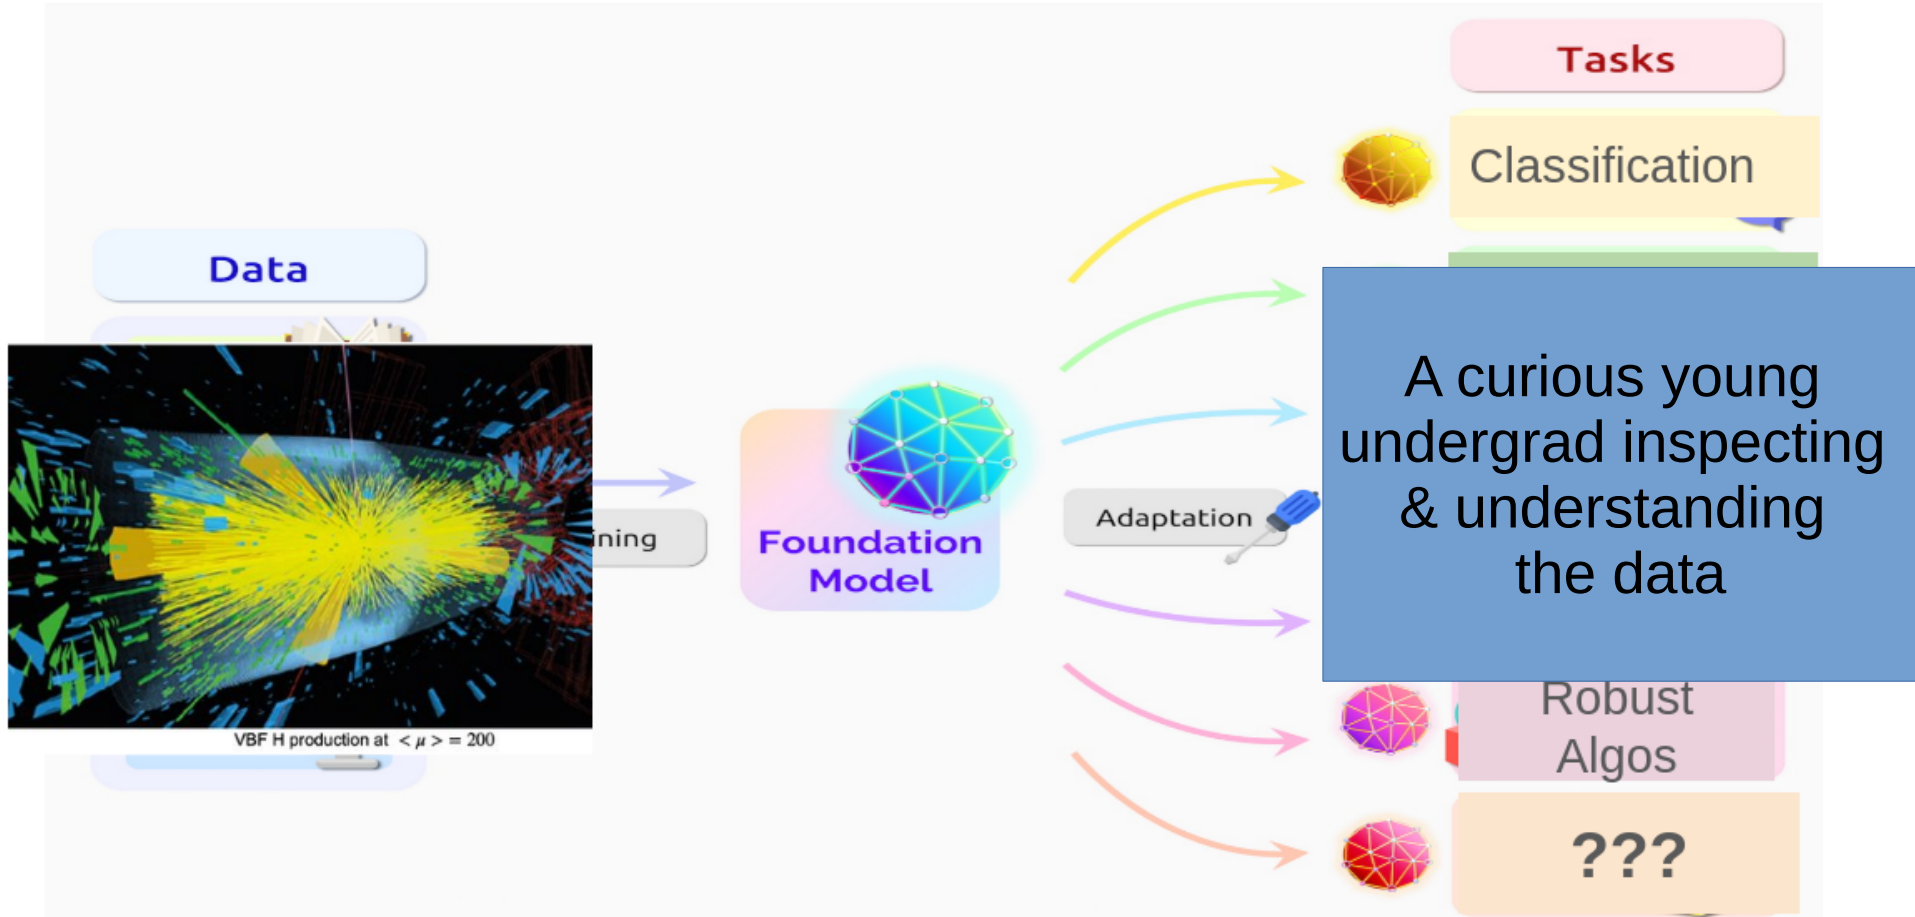 Tasks
Classification
Data
A curious young
undergrad inspecting
& understanding
the data
ining
Adaptation
Foundation
Model
Robust
Algos
VBF H production at < μ > = 200
???